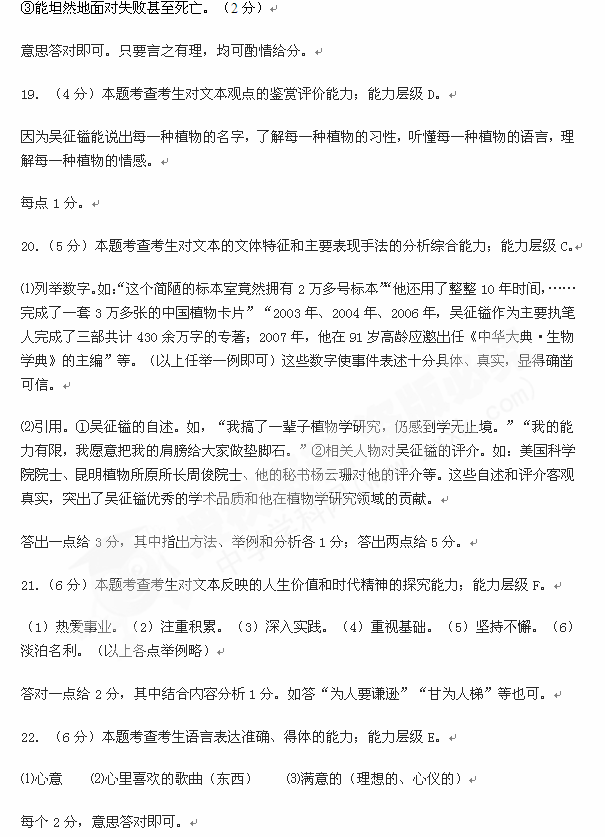 ③能坦然地面对失败甚至死亡。（2 分）
意思答对即可。只要言之有理，均可酌情给分。
19. （4 分）本题考查考生对文本观点的鉴赏评价能力；能力层级 D。
因为吴征镒能说出每一种植物的名字，了解每一种植物的习性，听懂每一种植物的语言，理
解每一种植物的情感。
每点 1 分。
20.（5 分）本题考查考生对文本的文体特征和主要表现手法的分析综合能力；能力层级 C。
⑴列举数字。如：“这个简陋的标本室竟然拥有 2 万多号标本”“他还用了整整 10 年时间，……
完成了一套 3 万多张的中国植物卡片”“2003 年、2004 年、2006 年，吴征镒作为主要执笔
人完成了三部共计 430 余万字的专著；2007 年，他在 91 岁高龄应邀出任《中华大典·生物
学典》的主编”等。（以上任举一例即可）这些数字使事件表述十分具体、真实，显得确凿
可信。
⑵引用。①吴征镒的自述。如，“我搞了一辈子植物学研究，仍感到学无止境。”“我的能
力有限，我愿意把我的肩膀给大家做垫脚石。”②相关人物对吴征镒的评介。如：美国科学
院院士、昆明植物所原所长周俊院士、他的秘书杨云珊对他的评介等。这些自述和评介客观
真实，突出了吴征镒优秀的学术品质和他在植物学研究领域的贡献。
答出一点给 3 分，其中指出方法、举例和分析各 1 分；答出两点给 5 分。
21.（6 分）本题考查考生对文本反映的人生价值和时代精神的探究能力；能力层级 F。
（1）热爱事业。（2）注重积累。（3）深入实践。（4）重视基础。（5）坚持不懈。（6）
淡泊名利。（以上各点举例略）
答对一点给 2 分，其中结合内容分析 1 分。如答“为人要谦逊”“甘为人梯”等也可。
22. （6 分）本题考查考生语言表达准确、得体的能力；能力层级 E。
⑴心意 ⑵心里喜欢的歌曲（东西） ⑶满意的（理想的、心仪的）
每个 2 分，意思答对即可。